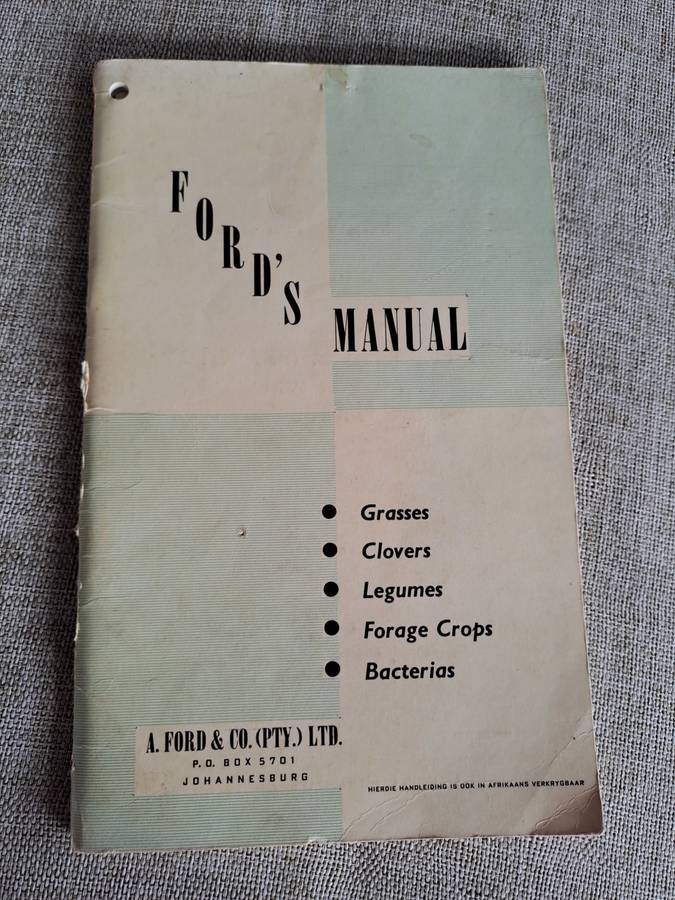 FORD'S
MANUAL
● Grasses
● Clovers
● Legumes
● Forage Crops
● Bacterias
A. FORD & CO. (PTY.) LTD.
P.O. BOX 5701
JOHANNESBURG
HIERDIE HANDLEIDING IS OOK IN AFRIKAANS VERKRYGBAAR